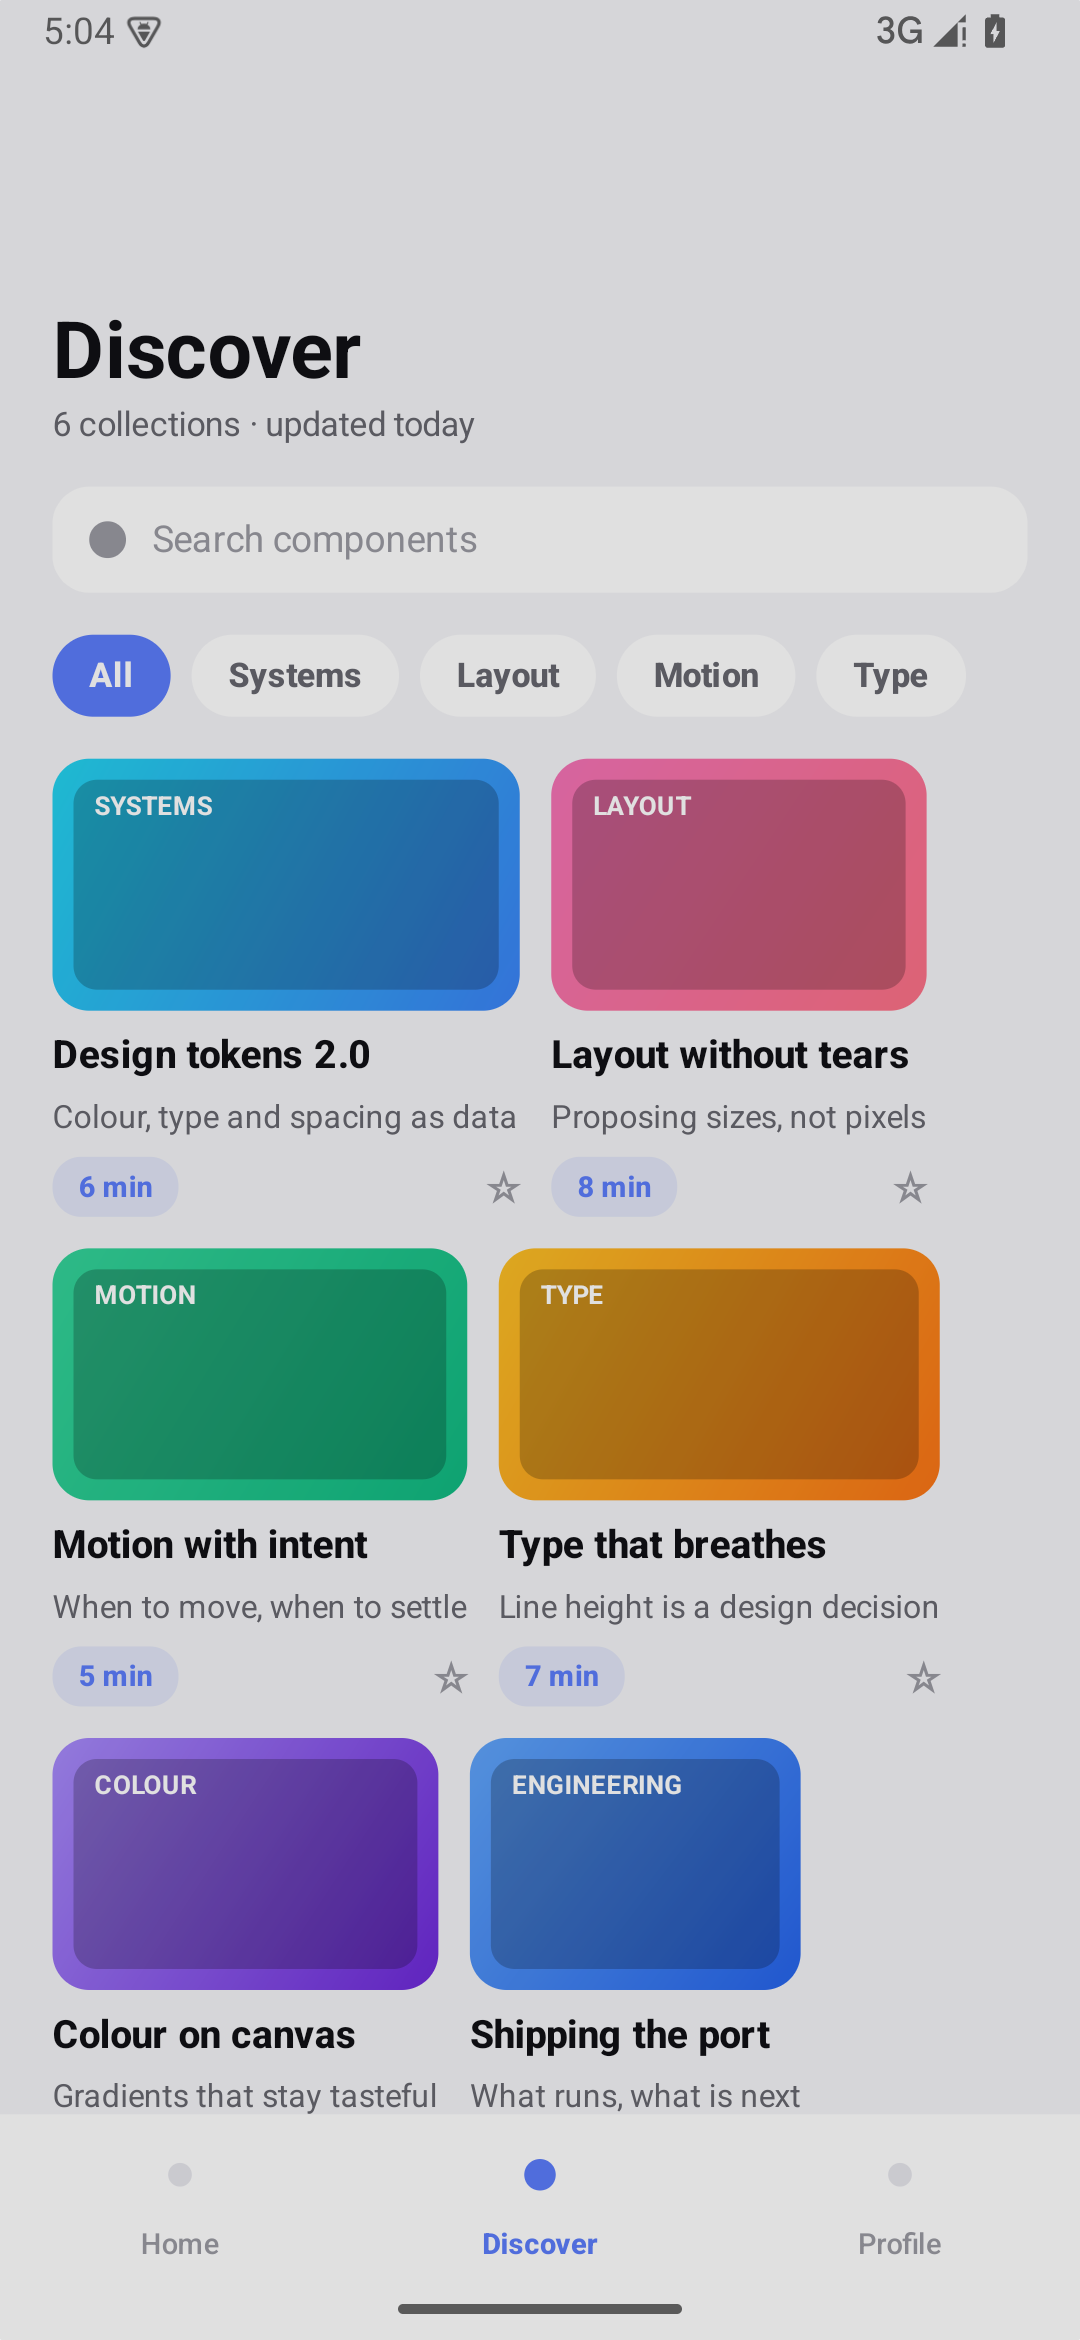 5:04
3G
Discover
6 collections · updated today
Search components
All Systems Layout Motion Type
SYSTEMS LAYOUT
Design tokens 2.0 Layout without tears
Colour, type and spacing as data Proposing sizes, not pixels
6 min 8 min
MOTION TYPE
Motion with intent Type that breathes
When to move, when to settle Line height is a design decision
5 min 7 min
COLOUR ENGINEERING
Colour on canvas Shipping the port
Gradients that stay tasteful What runs, what is next
Home Discover Profile